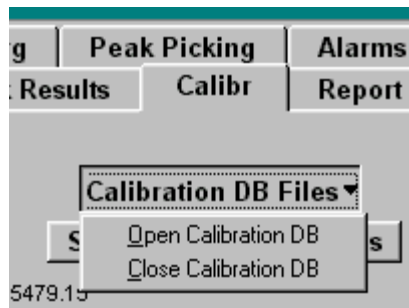 g Peak Picking Alarms
Results Calibr Report
Calibration DB Files
Open Calibration DB
Close Calibration DB
S s
5479.15